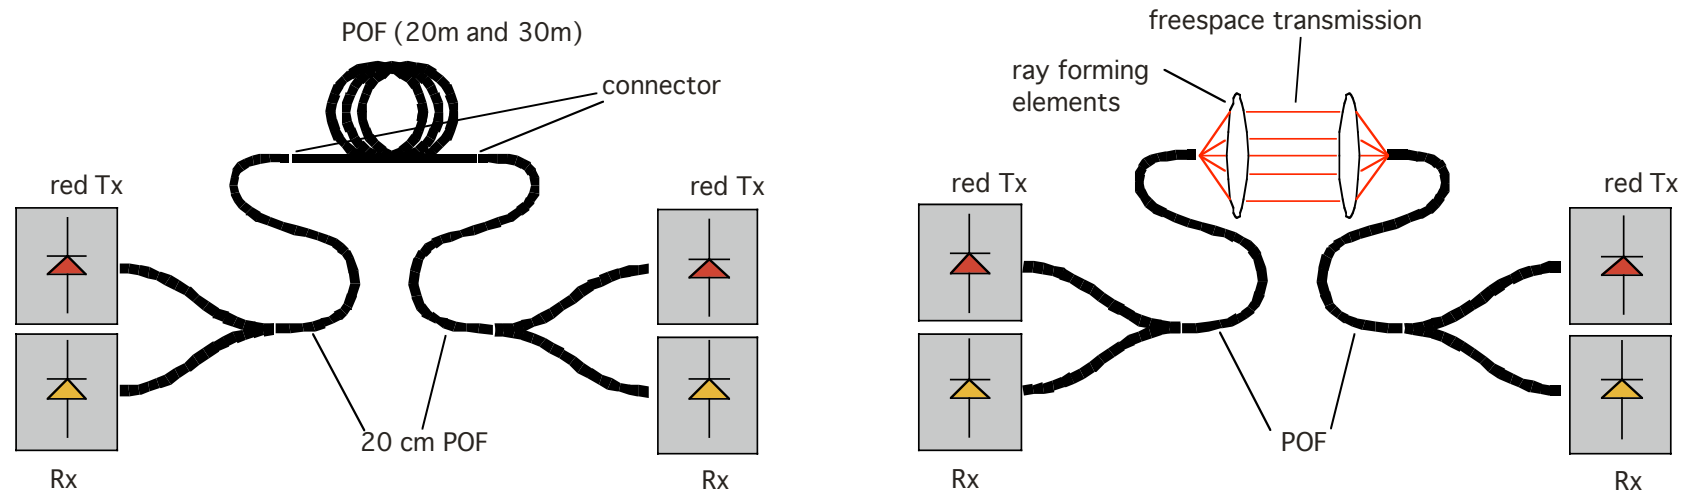 POF (20m and 30m)
connector
red Tx
red Tx
20 cm POF
Rx
Rx
freespace transmission
ray forming
elements
red Tx
red Tx
POF
Rx
Rx